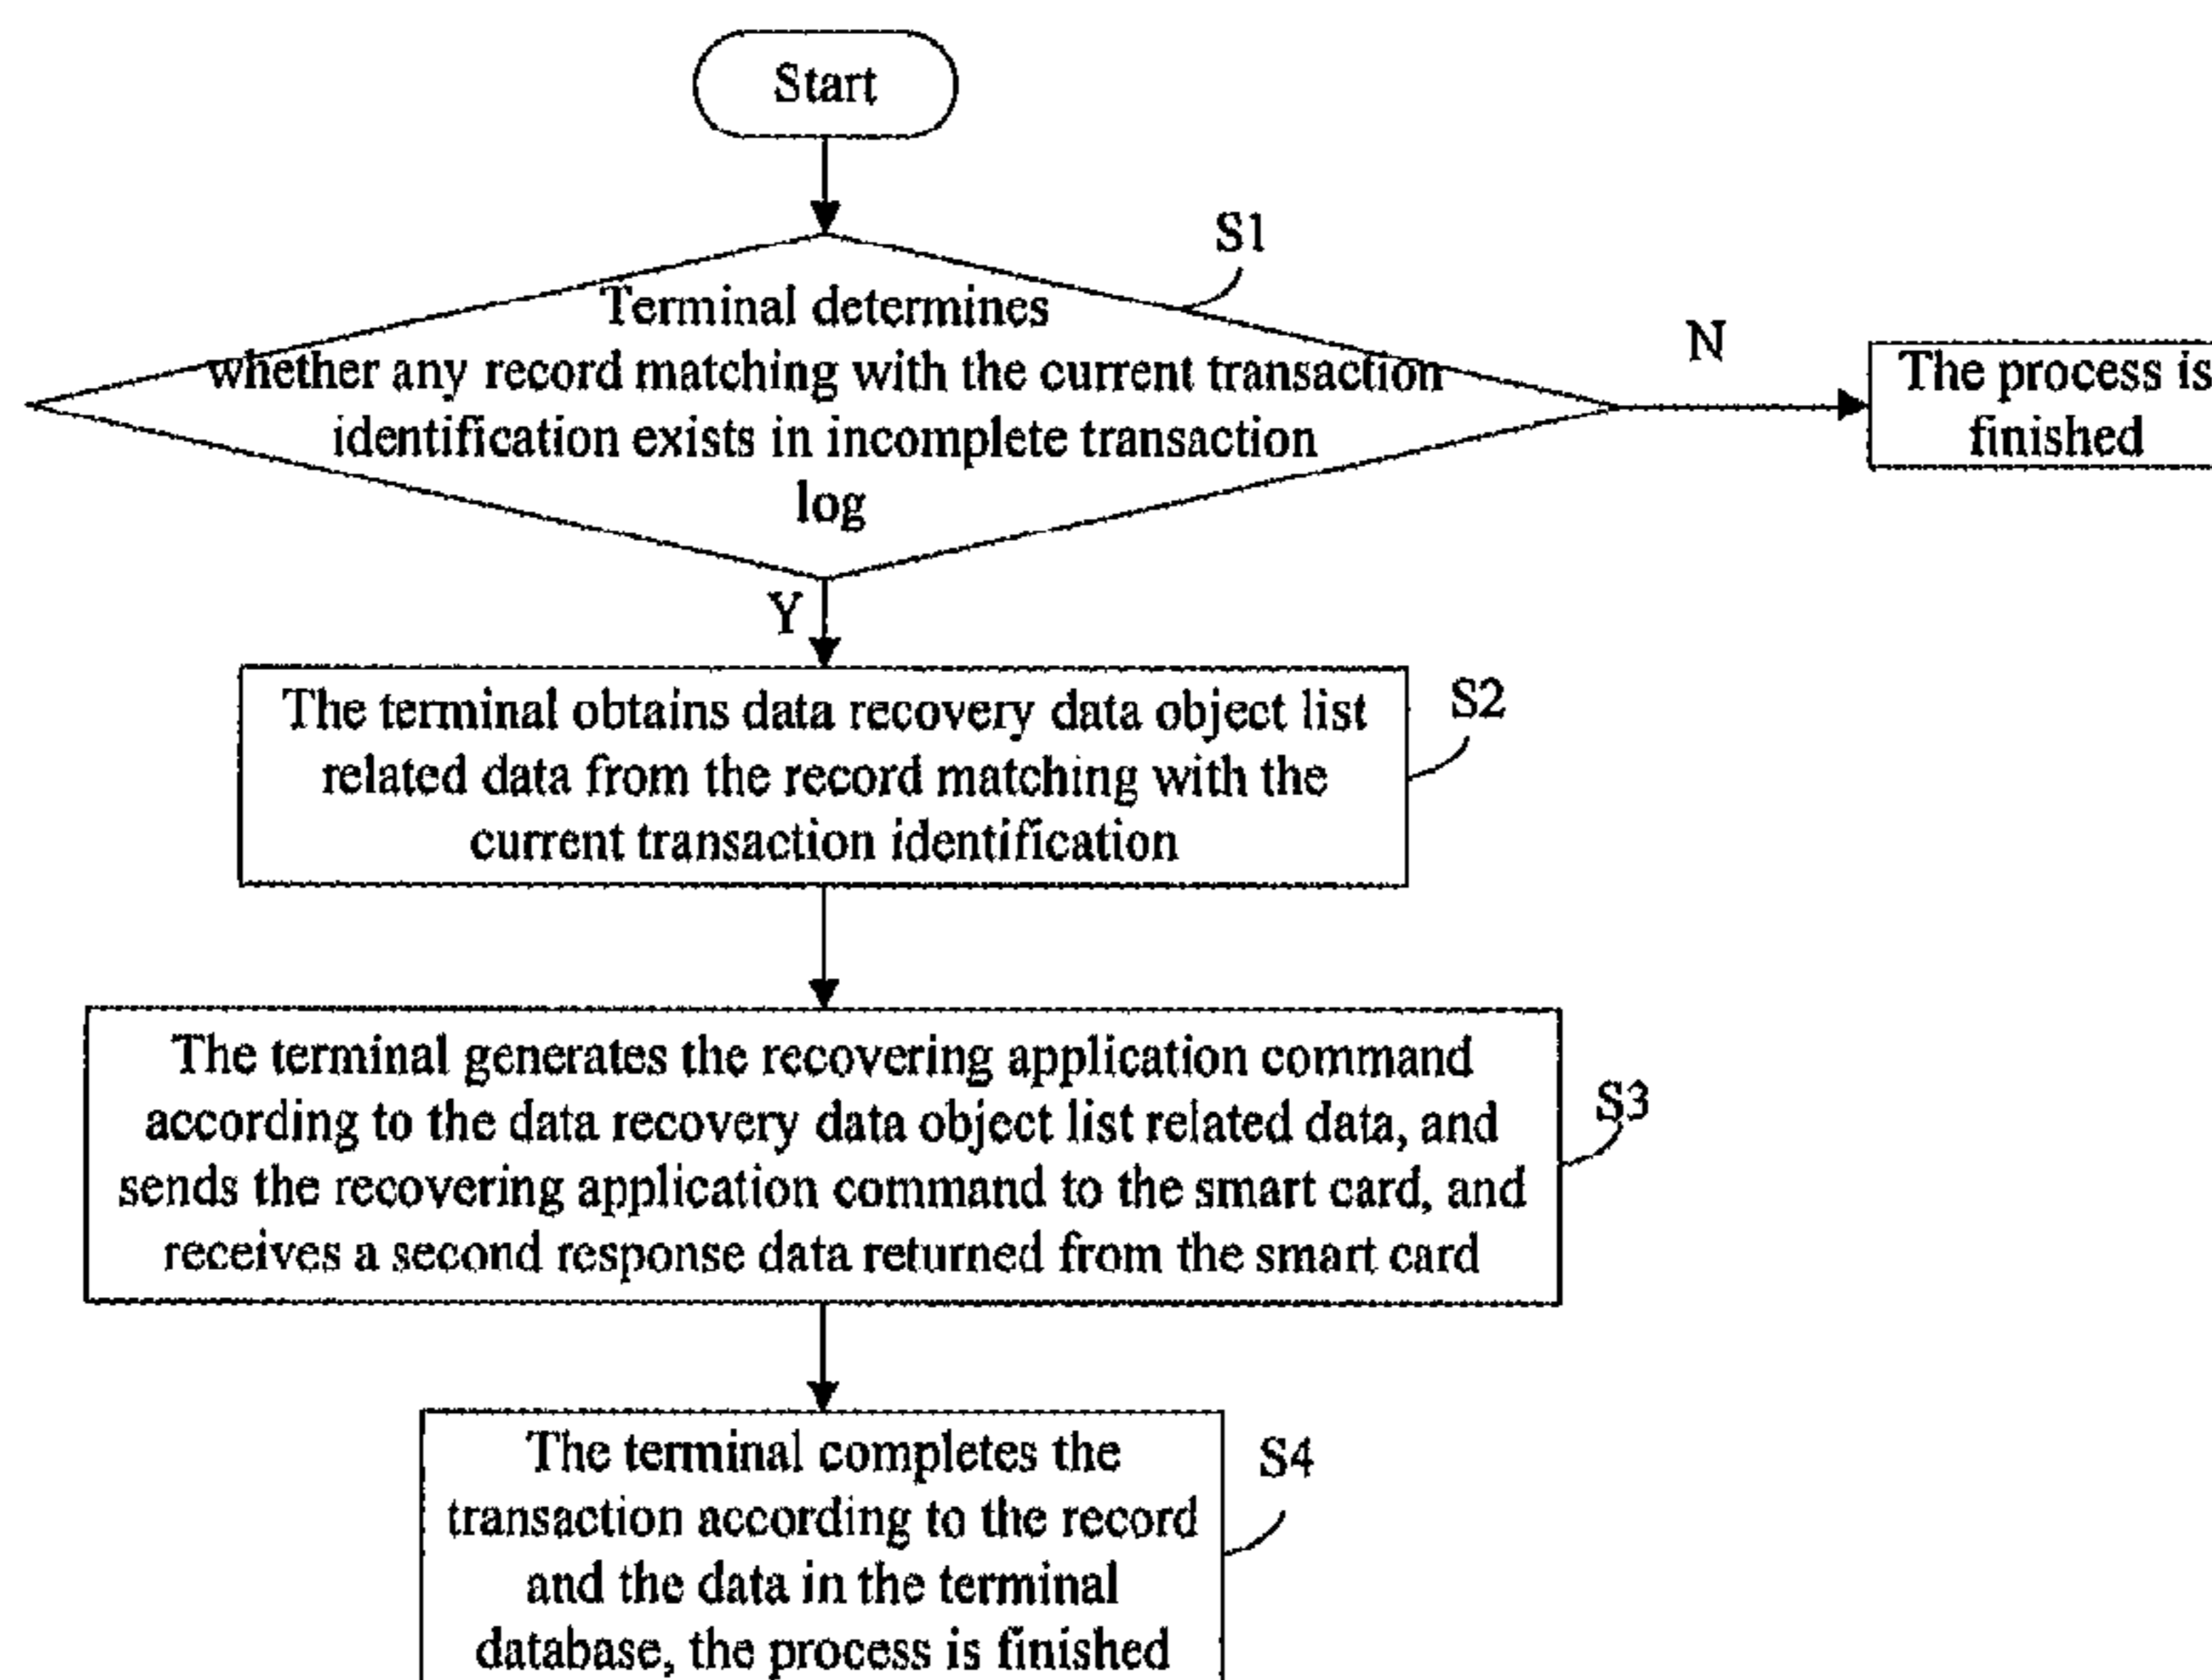 Start
S1
Terminal determines
whether any record matching with the current transaction
identification exists in incomplete transaction
log
N
The process is
finished
Y
The terminal obtains data recovery data object list
related data from the record matching with the
current transaction identification
S2
The terminal generates the recovering application command
according to the data recovery data object list related data, and
sends the recovering application command to the smart card, and
receives a second response data returned from the smart card
S3
The terminal completes the
transaction according to the record
and the data in the terminal
database, the process is finished
S4